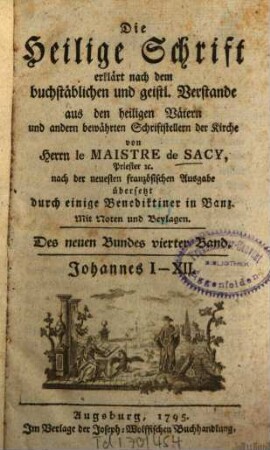 Die
Heilige Schrift
erklärt nach dem
buchstäblichen und geistl. Verstande
aus den heiligen Vätern
und andern bewährten Schriftstellern der Kirche
von
Herrn le MAISTRE de SACY,
Priester ꝛc.
nach der neuesten französischen Ausgabe
übersetzt
durch einige Benediktiner in Banz.
Mit Noten und Beylagen.
Des neuen Bundes vierter Band.
Johannes I–XII.
BIBLIOTHEK
Augsburg, 1795.
Im Verlage der Joseph-Wolffischen Buchhandlung.